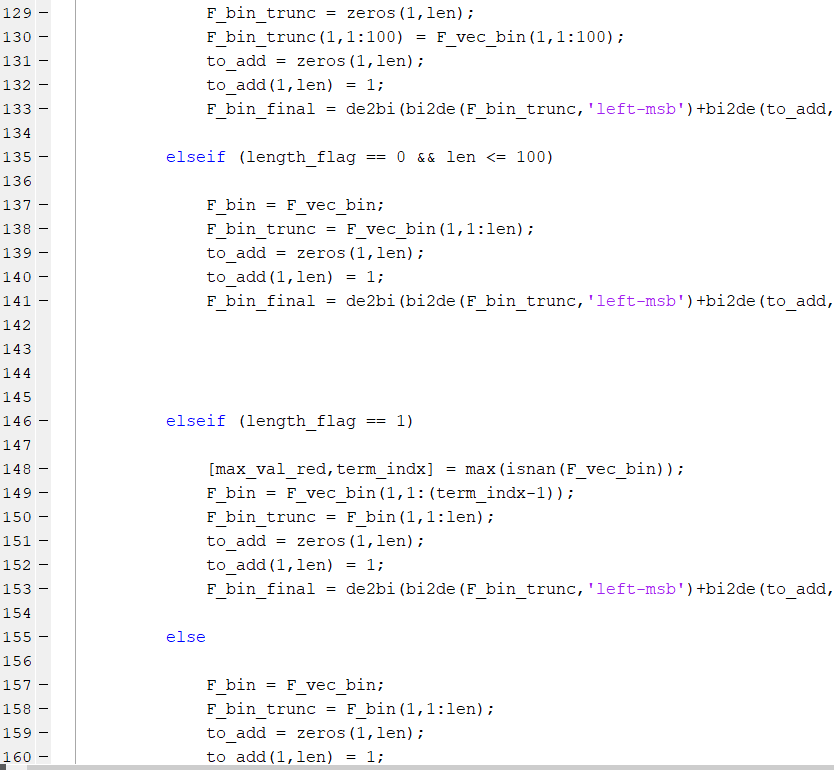 129 –                F_bin_trunc = zeros(1,len);
130 –                F_bin_trunc(1,1:100) = F_vec_bin(1,1:100);
131 –                to_add = zeros(1,len);
132 –                to_add(1,len) = 1;
133 –                F_bin_final = de2bi(bi2de(F_bin_trunc,'left-msb')+bi2de(to_add,
134
135 –            elseif (length_flag == 0 && len <= 100)
136
137 –                F_bin = F_vec_bin;
138 –                F_bin_trunc = F_vec_bin(1,1:len);
139 –                to_add = zeros(1,len);
140 –                to_add(1,len) = 1;
141 –                F_bin_final = de2bi(bi2de(F_bin_trunc,'left-msb')+bi2de(to_add,
142
143
144
145
146 –            elseif (length_flag == 1)
147
148 –                [max_val_red,term_indx] = max(isnan(F_vec_bin));
149 –                F_bin = F_vec_bin(1,1:(term_indx-1));
150 –                F_bin_trunc = F_bin(1,1:len);
151 –                to_add = zeros(1,len);
152 –                to_add(1,len) = 1;
153 –                F_bin_final = de2bi(bi2de(F_bin_trunc,'left-msb')+bi2de(to_add,
154
155 –            else
156
157 –                F_bin = F_vec_bin;
158 –                F_bin_trunc = F_bin(1,1:len);
159 –                to_add = zeros(1,len);
160 –                to_add(1,len) = 1;